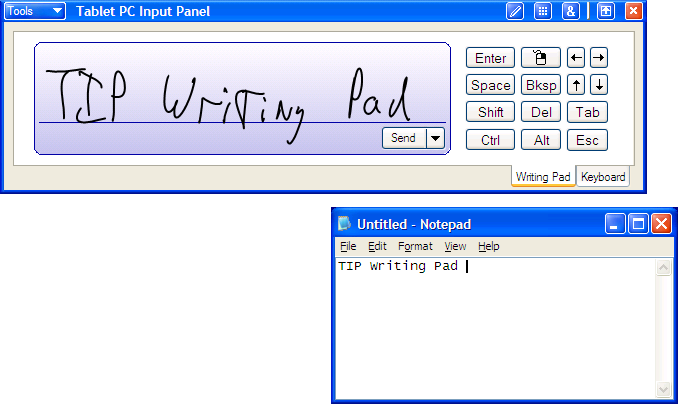 Tools Tablet PC Input Panel
TIP Writing Pad
Send
Enter
Space Bksp
Shift Del Tab
Ctrl Alt Esc
Writing Pad Keyboard
Untitled - Notepad
File Edit Format View Help
TIP Writing Pad